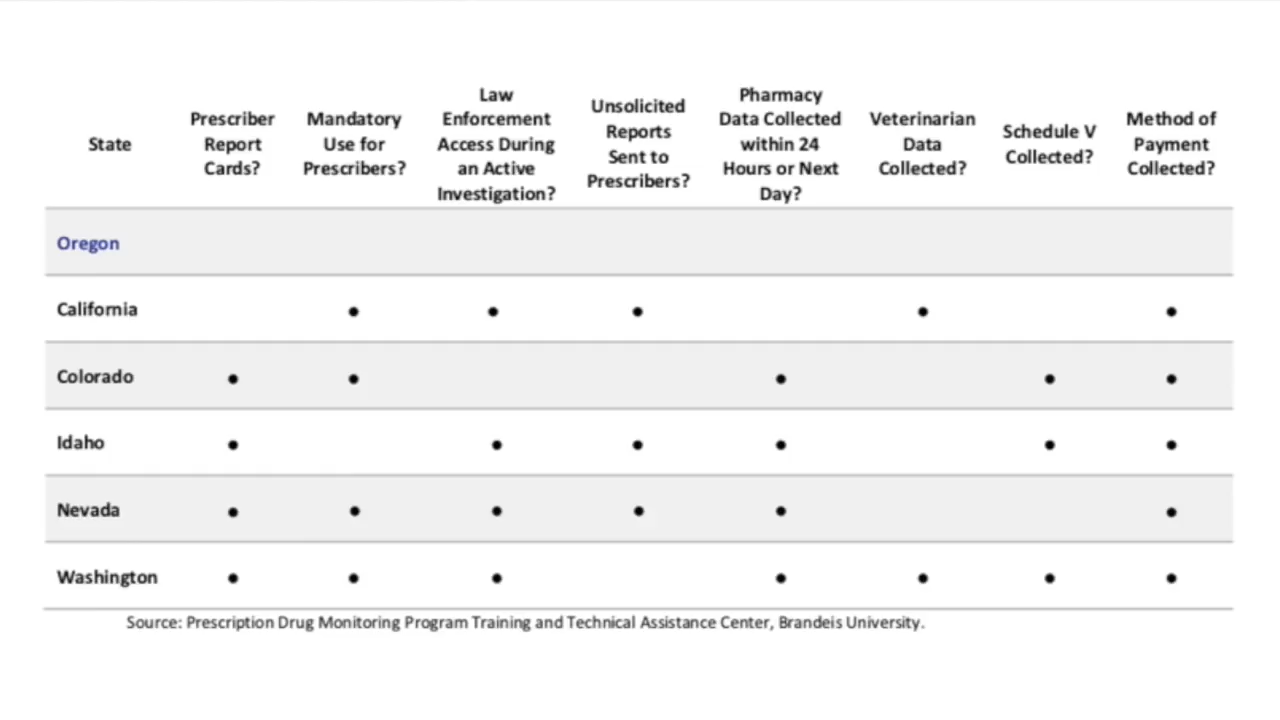 State
Prescriber
Report
Cards?
Mandatory
Use for
Prescribers?
Law
Enforcement
Access During
an Active
Investigation?
Unsolicited
Reports
Sent to
Prescribers?
Pharmacy
Data Collected
within 24
Hours or Next
Day?
Veterinarian
Data
Collected?
Schedule V
Collected?
Method of
Payment
Collected?
Oregon
California • • • • •
Colorado • • • • •
Idaho • • • • • •
Nevada • • • • • •
Washington • • • • • • •
Source: Prescription Drug Monitoring Program Training and Technical Assistance Center, Brandeis University.